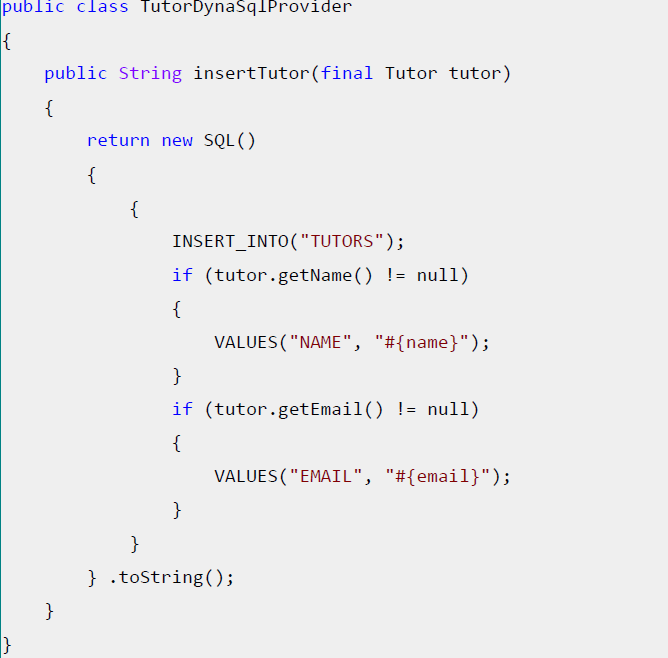 public class TutorDynaSqlProvider
{
    public String insertTutor(final Tutor tutor)
    {
        return new SQL()
        {
            {
                INSERT_INTO("TUTORS");
                if (tutor.getName() != null)
                {
                    VALUES("NAME", "#{name}");
                }
                if (tutor.getEmail() != null)
                {
                    VALUES("EMAIL", "#{email}");
                }
            }
        } .toString();
    }
}